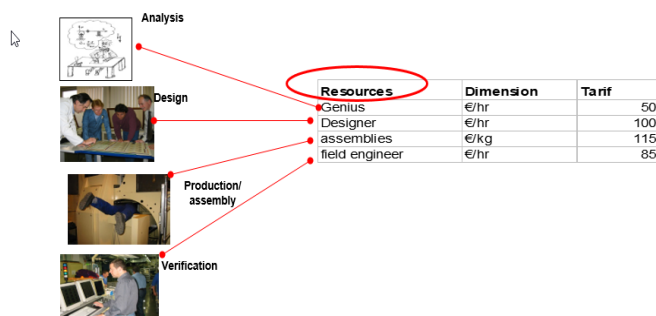 Analysis
Design
Production/
assembly
Verification
Resources Dimension Tarif
Genius €/hr 50
Designer €/hr 100
assemblies €/kg 115
field engineer €/hr 85